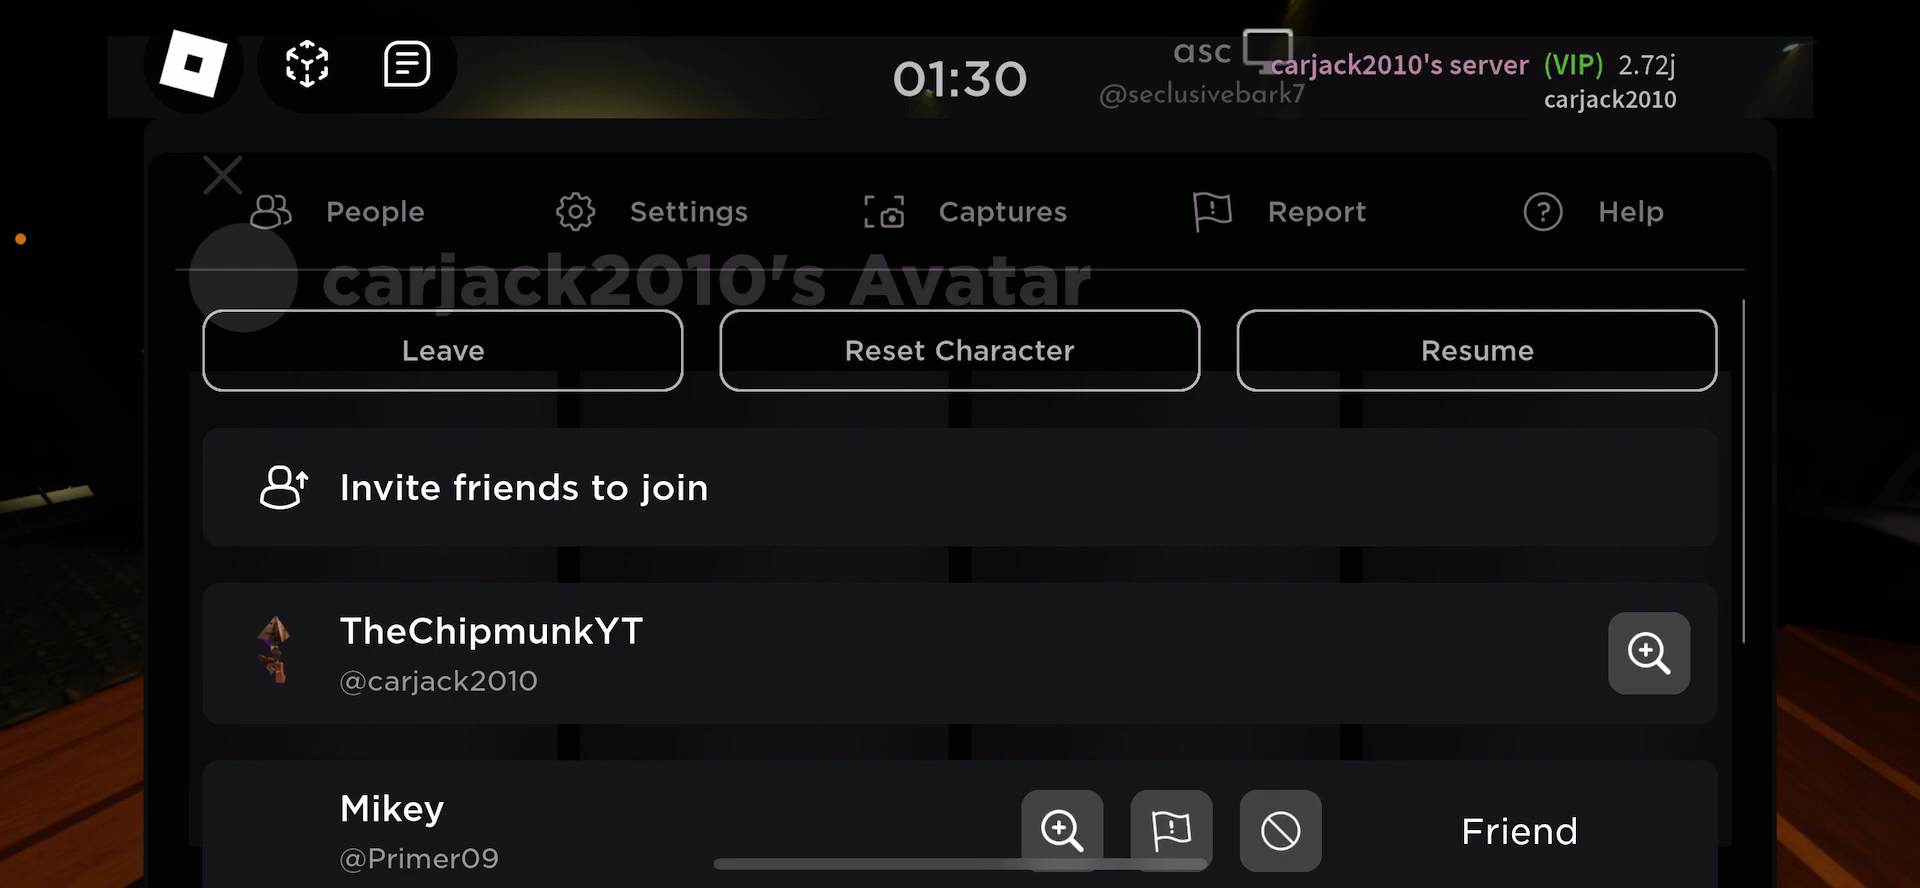 01:30
asc
@seclusivebark7
carjack2010's server (VIP) 2.72j
carjack2010
People
Settings
Captures
Report
Help
carjack2010's Avatar
Leave
Reset Character
Resume
Invite friends to join
TheChipmunkYT
@carjack2010
Mikey
@Primer09
Friend